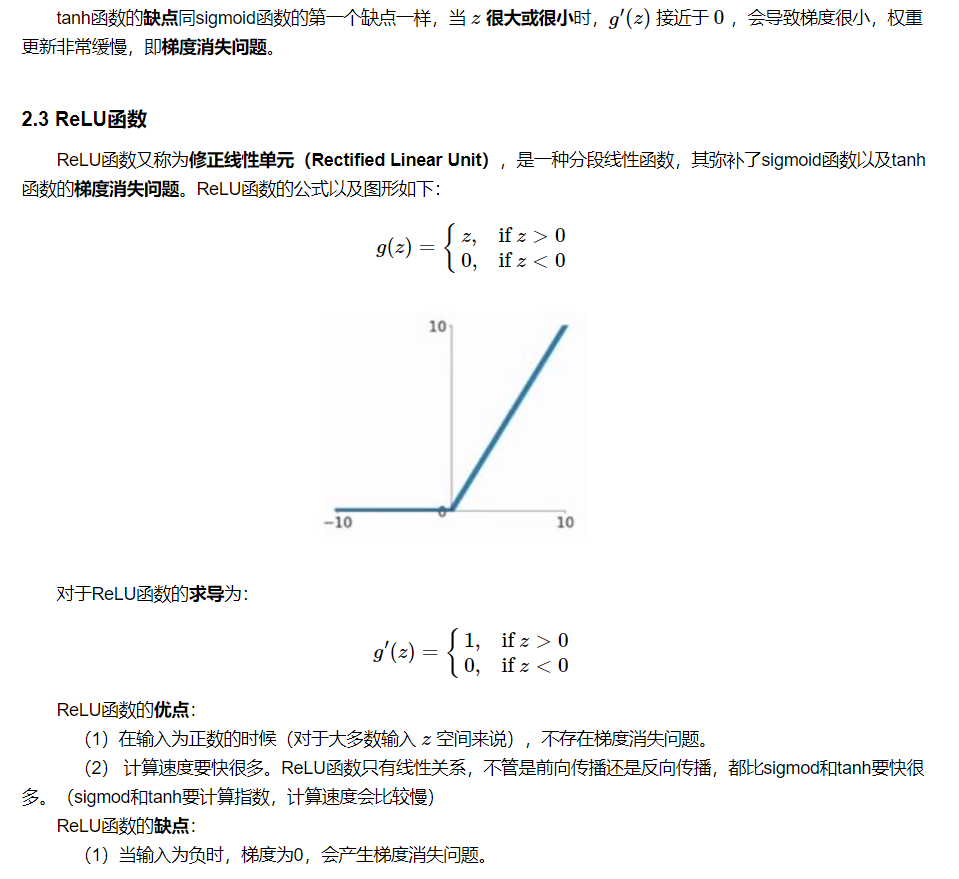 tanh函数的缺点同sigmoid函数的第一个缺点一样，当 z 很大或很小时，g′(z) 接近于 0 ，会导致梯度很小，权重
更新非常缓慢，即梯度消失问题。
2.3 ReLU函数
ReLU函数又称为修正线性单元（Rectified Linear Unit），是一种分段线性函数，其弥补了sigmoid函数以及tanh
函数的梯度消失问题。ReLU函数的公式以及图形如下：
g(z) = { z, if z > 0
0, if z < 0
10
0
−10 10
对于ReLU函数的求导为：
g′(z) = { 1, if z > 0
0, if z < 0
ReLU函数的优点：
（1）在输入为正数的时候（对于大多数输入 z 空间来说），不存在梯度消失问题。
（2） 计算速度要快很多。ReLU函数只有线性关系，不管是前向传播还是反向传播，都比sigmod和tanh要快很
多。（sigmod和tanh要计算指数，计算速度会比较慢）
ReLU函数的缺点：
（1）当输入为负时，梯度为0，会产生梯度消失问题。